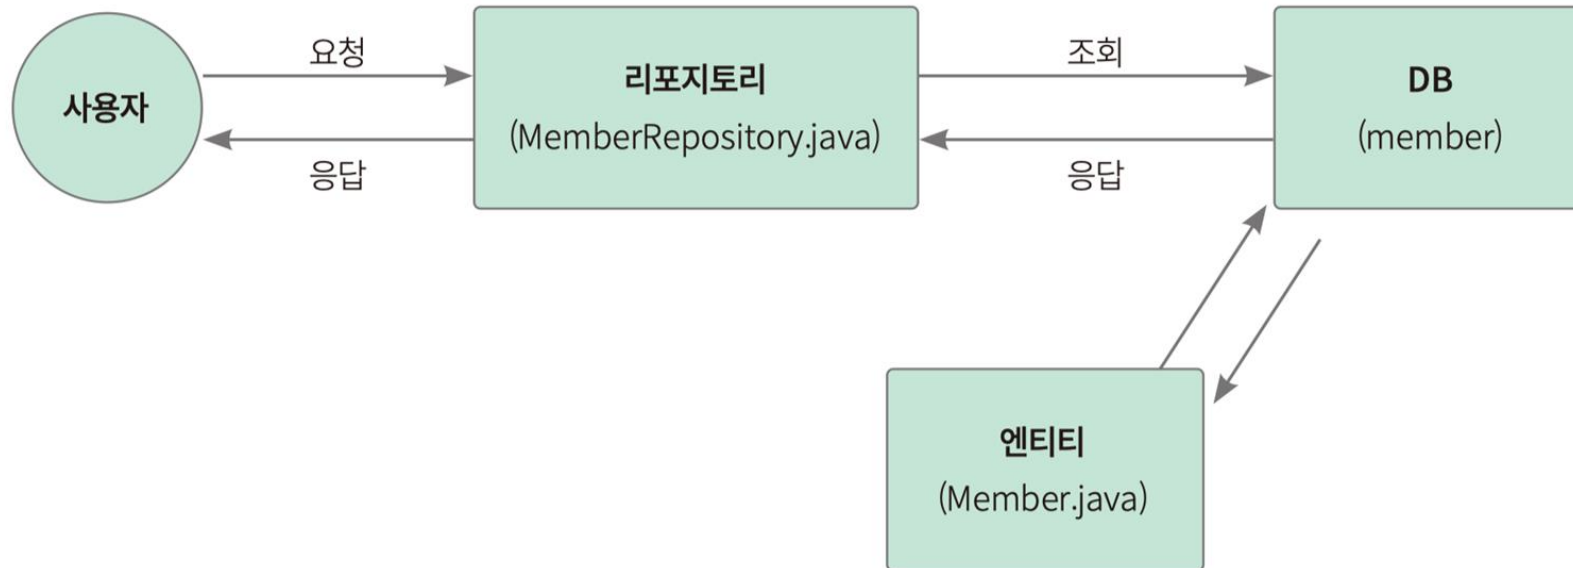 사용자
요청
응답
리포지토리
(MemberRepository.java)
조회
응답
DB
(member)
엔티티
(Member.java)